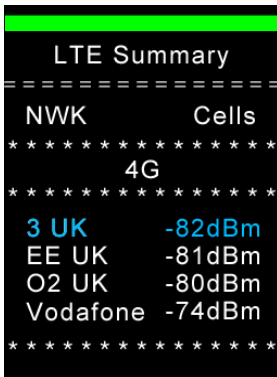 LTE Summary
= = = = = = = = = = = = = = =
NWK Cells
* * * * * * * * * * * * * * *
4G
* * * * * * * * * * * * * * *
3 UK -82dBm
EE UK -81dBm
O2 UK -80dBm
Vodafone -74dBm
* * * * * * * * * * * * * * *